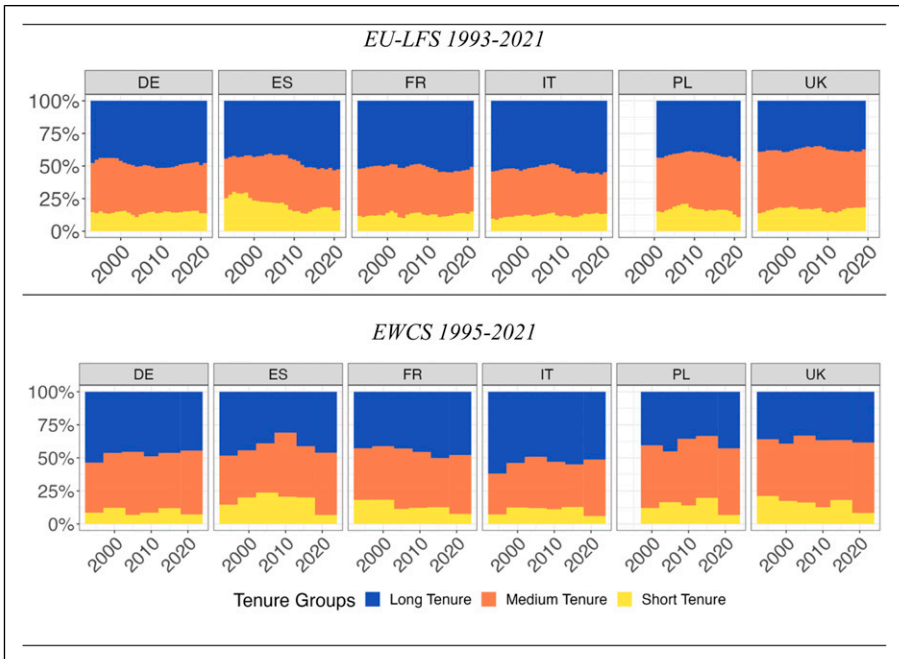 EU-LFS 1993-2021
DE ES FR IT PL UK
100%
75%
50%
25%
0%
2000 2010 2020 2000 2010 2020 2000 2010 2020 2000 2010 2020 2000 2010 2020 2000 2010 2020
EWCS 1995-2021
DE ES FR IT PL UK
100%
75%
50%
25%
0%
2000 2010 2020 2000 2010 2020 2000 2010 2020 2000 2010 2020 2000 2010 2020 2000 2010 2020
Tenure Groups Long Tenure Medium Tenure Short Tenure